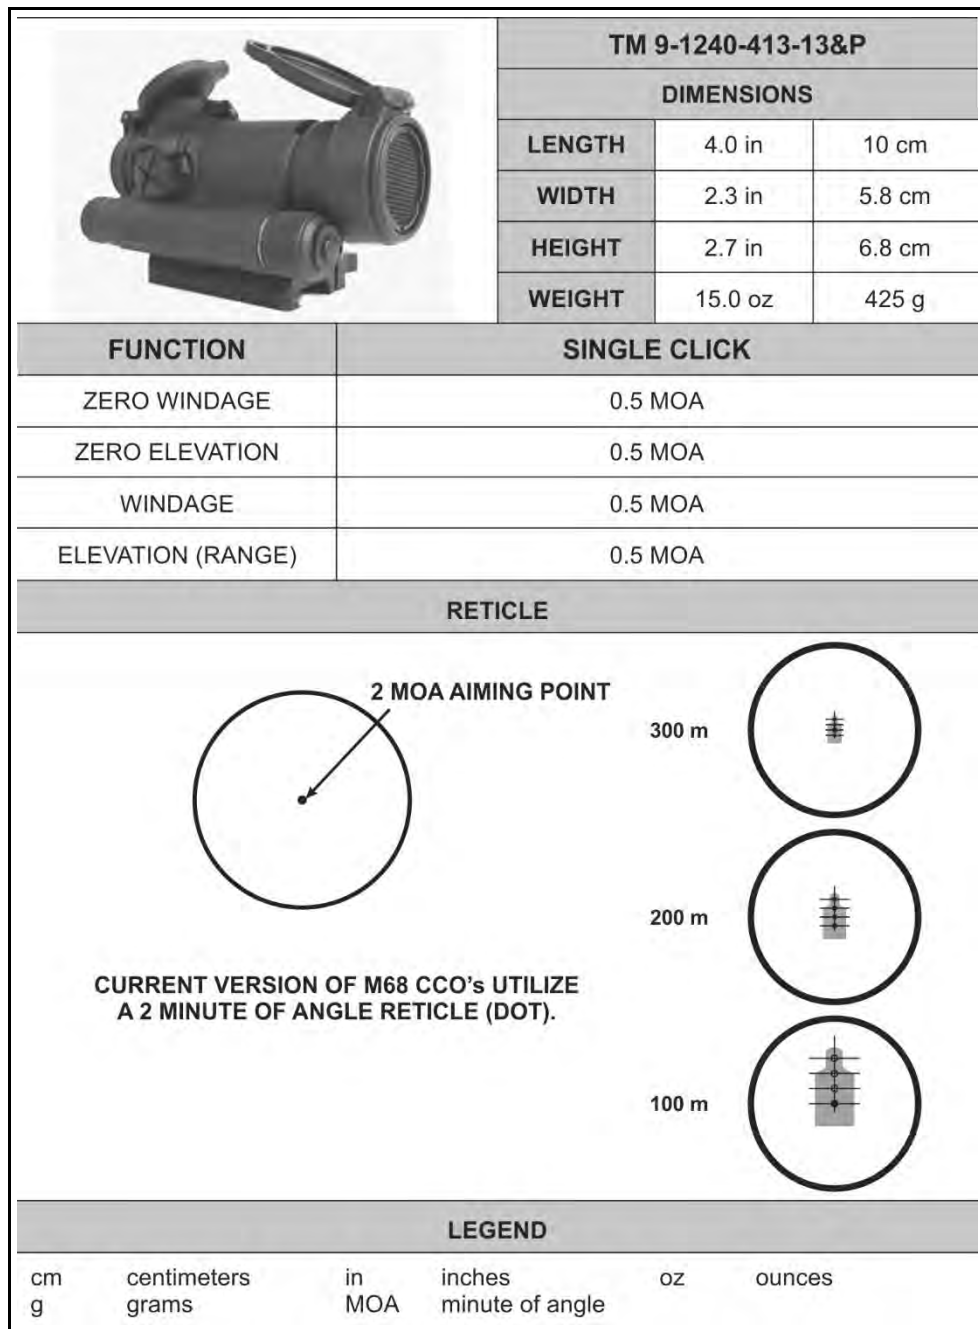 TM 9-1240-413-13&P
DIMENSIONS
LENGTH 4.0 in 10 cm
WIDTH 2.3 in 5.8 cm
HEIGHT 2.7 in 6.8 cm
WEIGHT 15.0 oz 425 g
FUNCTION SINGLE CLICK
ZERO WINDAGE 0.5 MOA
ZERO ELEVATION 0.5 MOA
WINDAGE 0.5 MOA
ELEVATION (RANGE) 0.5 MOA
RETICLE
2 MOA AIMING POINT
CURRENT VERSION OF M68 CCO's UTILIZE
A 2 MINUTE OF ANGLE RETICLE (DOT).
300 m
200 m
100 m
LEGEND
cm centimeters in inches oz ounces
g grams MOA minute of angle